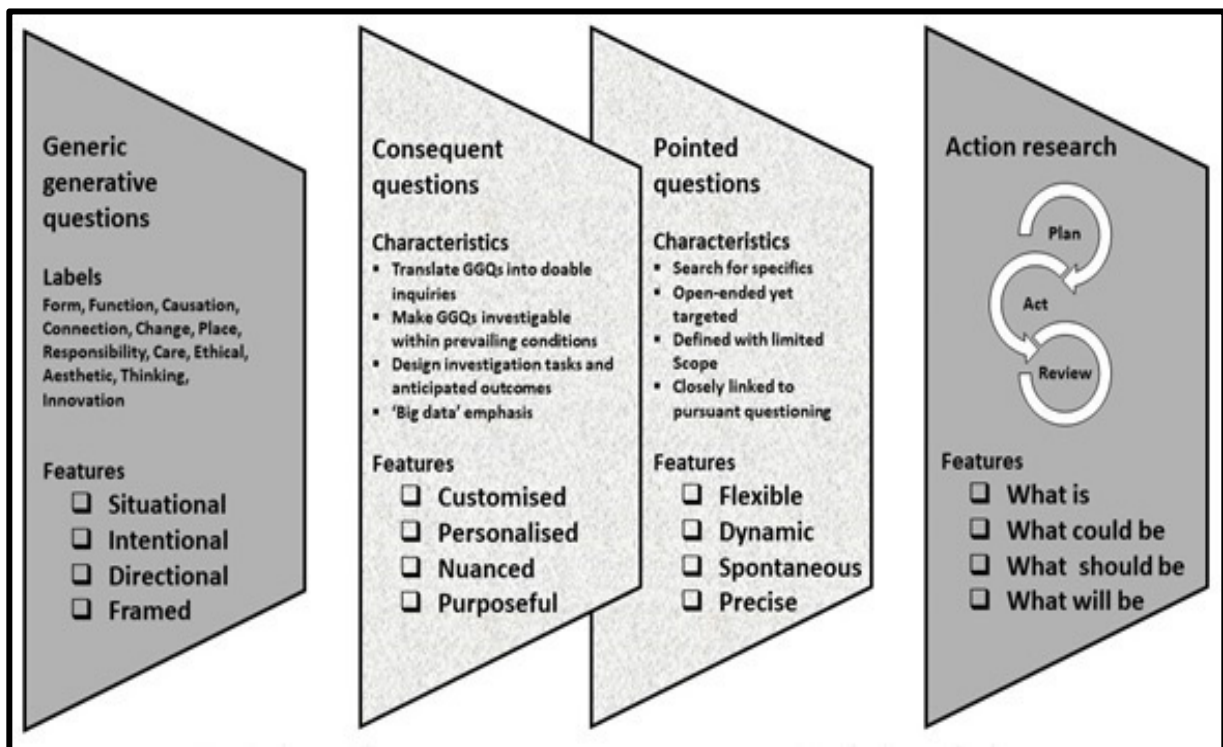 Generic
generative
questions
Labels
Form, Function, Causation,
Connection, Change, Place,
Responsibility, Care, Ethical,
Aesthetic, Thinking,
Innovation
Features
❑ Situational
❑ Intentional
❑ Directional
❑ Framed
Consequent
questions
Characteristics
▪ Translate GGQs into doable
inquiries
▪ Make GGQs investigable
within prevailing conditions
▪ Design investigation tasks and
anticipated outcomes
▪ 'Big data' emphasis
Features
❑ Customised
❑ Personalised
❑ Nuanced
❑ Purposeful
Pointed
questions
Characteristics
▪ Search for specifics
▪ Open-ended yet
targeted
▪ Defined with limited
Scope
▪ Closely linked to
pursuant questioning
Features
❑ Flexible
❑ Dynamic
❑ Spontaneous
❑ Precise
Action research
Plan
Act
Review
Features
❑ What is
❑ What could be
❑ What should be
❑ What will be